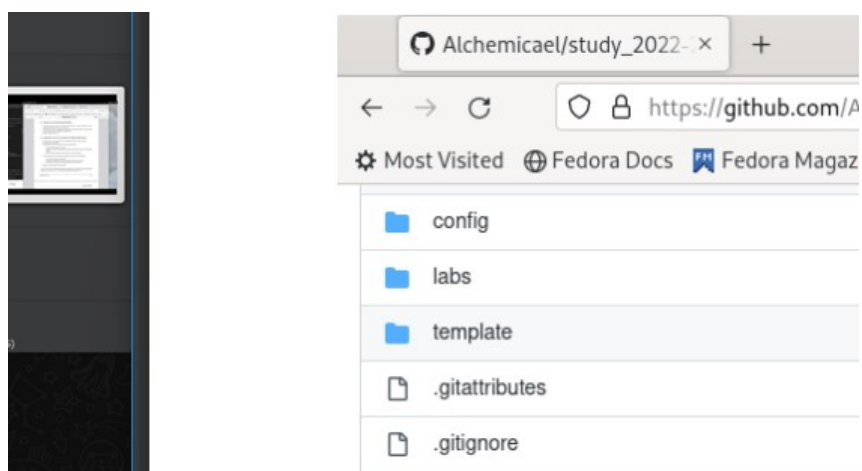 Alchemicael/study_2022-
https://github.com/A
Most Visited Fedora Docs Fedora Magaz
config
labs
template
.gitattributes
.gitignore